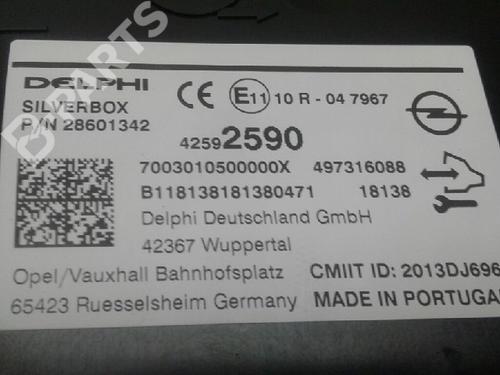 DELPHI
SILVERBOX
P/N 28601342
CE E11 10 R - 04 7967
42592590
7003010500000X 497316088
B118138181380471 18138
Delphi Deutschland GmbH
42367 Wuppertal
Opel/Vauxhall Bahnhofsplatz CMIIT ID: 2013DJ696
65423 Ruesselsheim Germany MADE IN PORTUGAL
B-PARTS